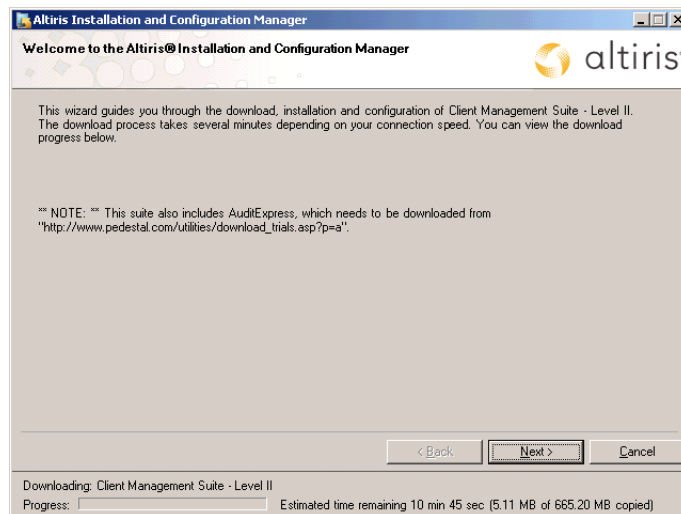 Altiris Installation and Configuration Manager
Welcome to the Altiris® Installation and Configuration Manager
altiris
This wizard guides you through the download, installation and configuration of Client Management Suite - Level II.
The download process takes several minutes depending on your connection speed. You can view the download
progress below.
** NOTE: ** This suite also includes AuditExpress, which needs to be downloaded from
"http://www.pedestal.com/utilities/download_trials.asp?p=a".
< Back
Next >
Cancel
Downloading: Client Management Suite - Level II
Progress:
Estimated time remaining 10 min 45 sec (5.11 MB of 665.20 MB copied)